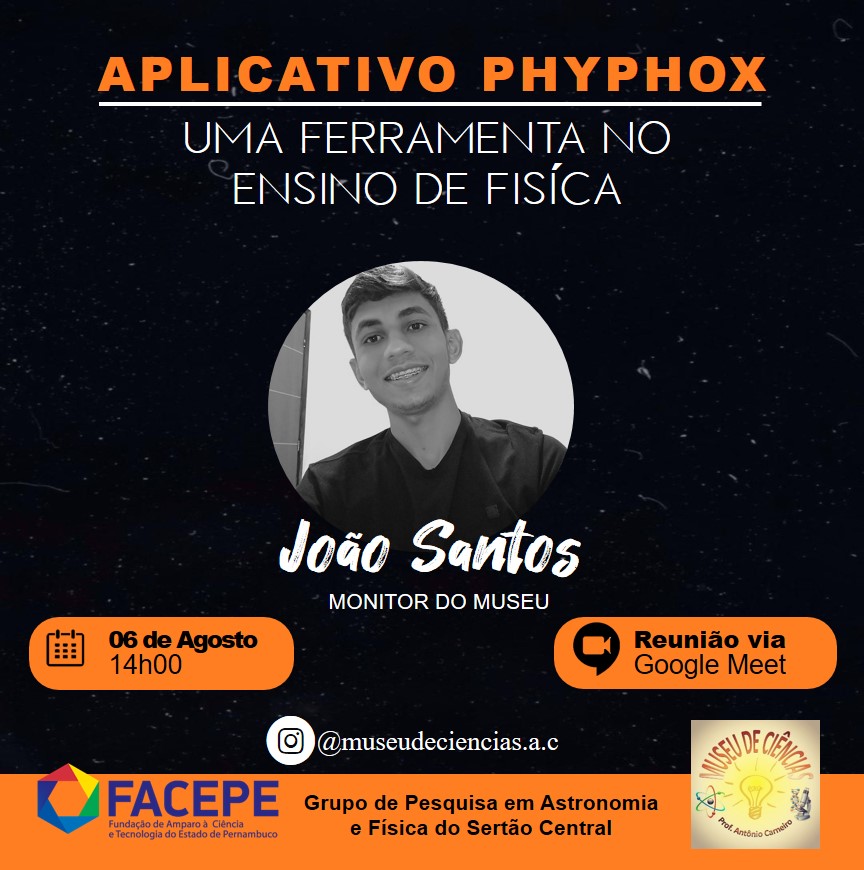 APLICATIVO PHYPHOX
UMA FERRAMENTA NO
ENSINO DE FISÍCA
João Santos
MONITOR DO MUSEU
06 de Agosto
14h00
Reunião via
Google Meet
@museudeciencias.a.c
FACEPE
Fundação de Amparo à Ciência
e Tecnologia do Estado de Pernambuco
Grupo de Pesquisa em Astronomia
e Física do Sertão Central
MUSEU DE CIÊNCIAS
Prof. Antônio Carneiro